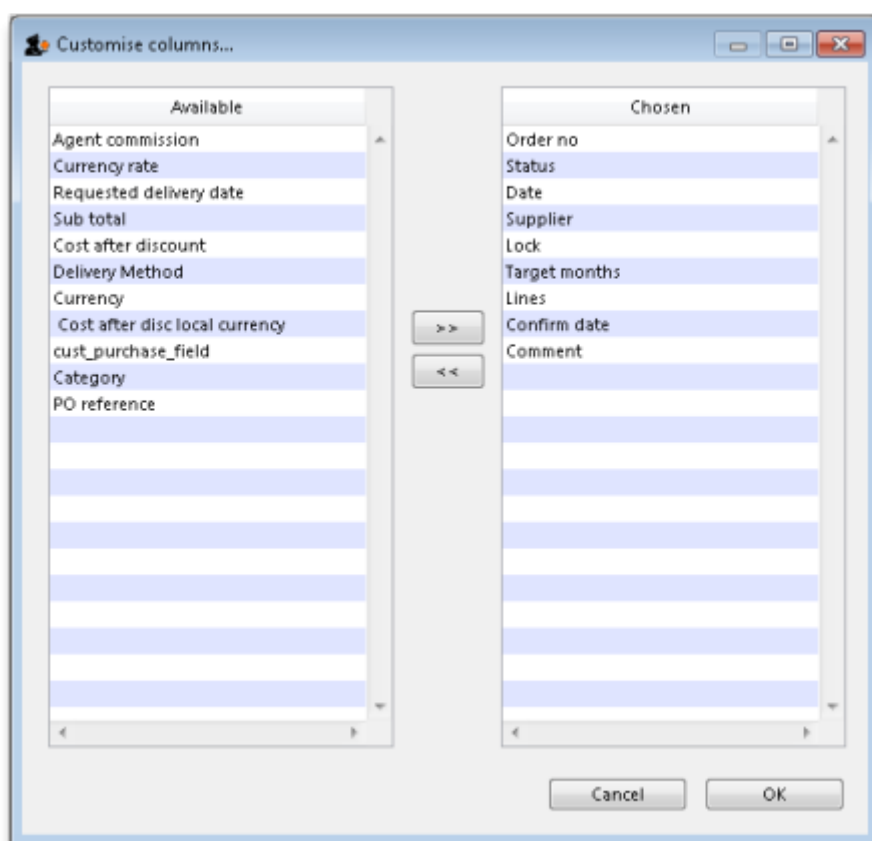 Customise columns...
Available
Agent commission
Currency rate
Requested delivery date
Sub total
Cost after discount
Delivery Method
Currency
Cost after disc local currency
cust_purchase_field
Category
PO reference
>>
<<
Chosen
Order no
Status
Date
Supplier
Lock
Target months
Lines
Confirm date
Comment
Cancel
OK